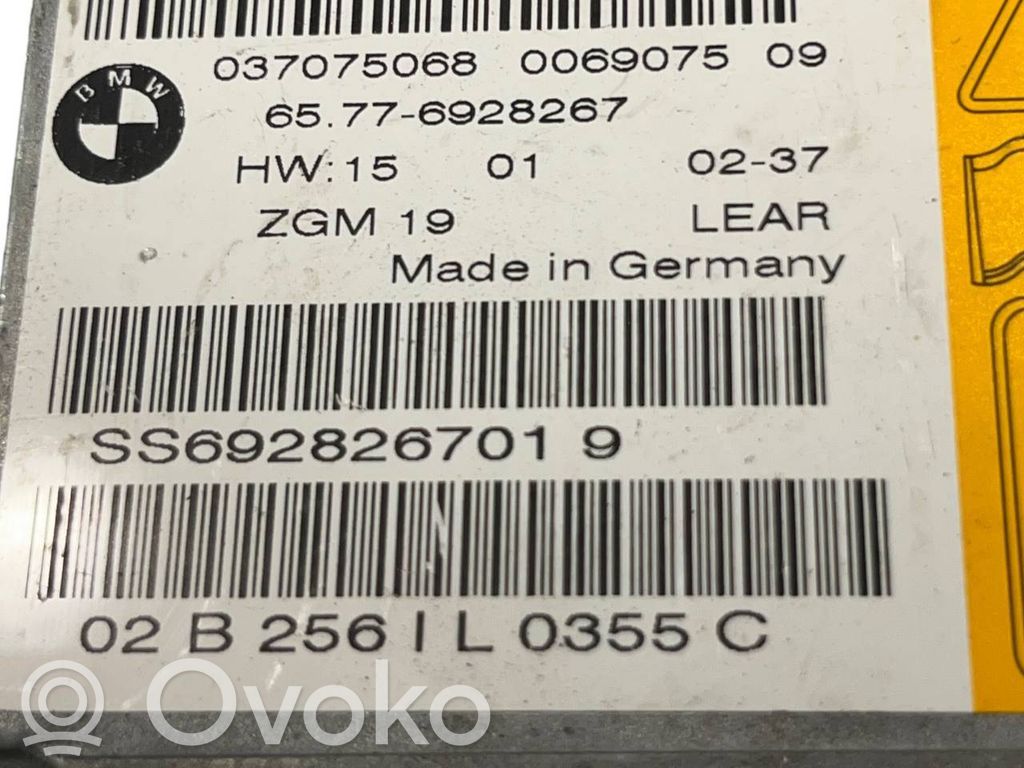 037075068 0069075 09
BMW
65.77-6928267
HW:15 01 02-37
ZGM 19 LEAR
Made in Germany
SS692826701 9
02 B 256 I L 0355 C
Ovoko